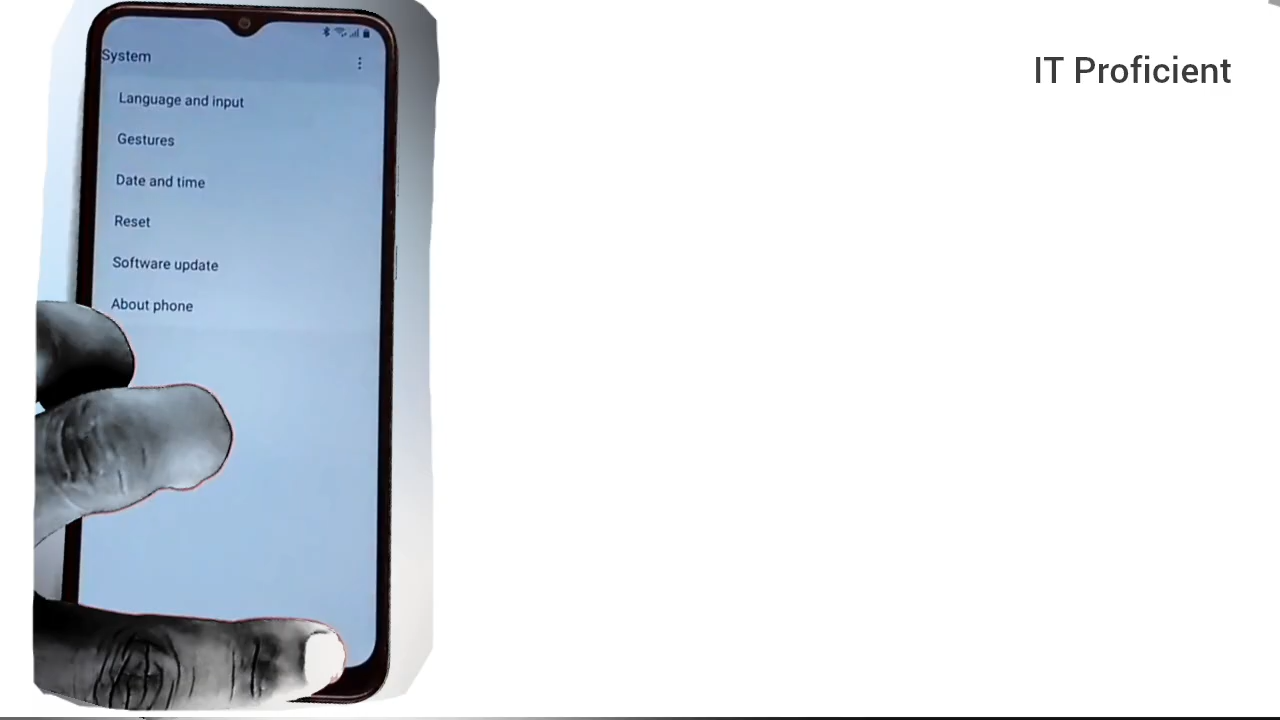 System
Language and input
Gestures
Date and time
Reset
Software update
About phone
IT Proficient